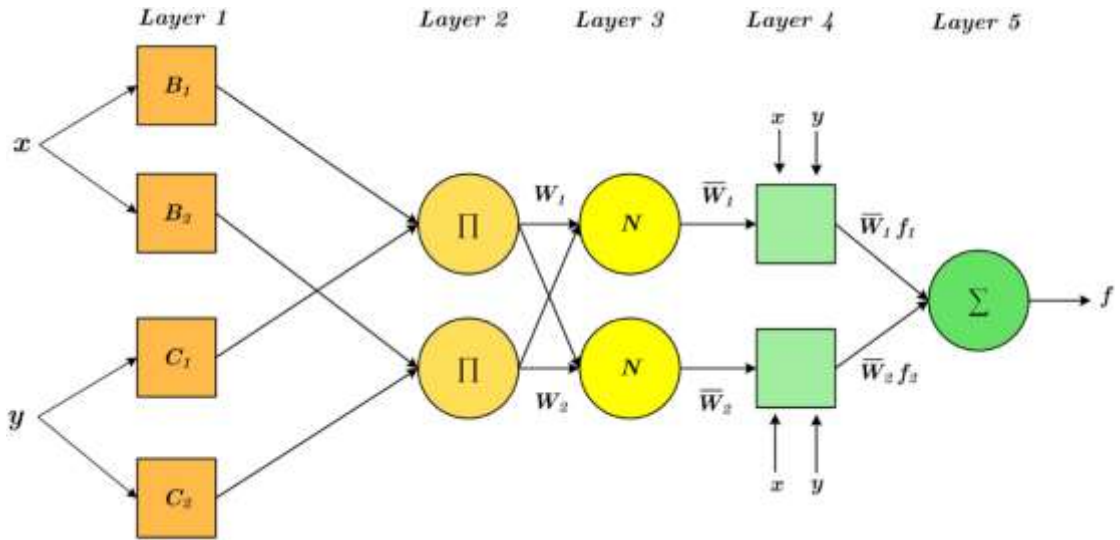 Layer 1 Layer 2 Layer 3 Layer 4 Layer 5
B₁
x y
x
B₂
W₁
W̅₁
∏
N
W̅₁ f₁
∑
f
C₁
∏
N
W̅₂ f₂
W₂
W̅₂
y
x y
C₂